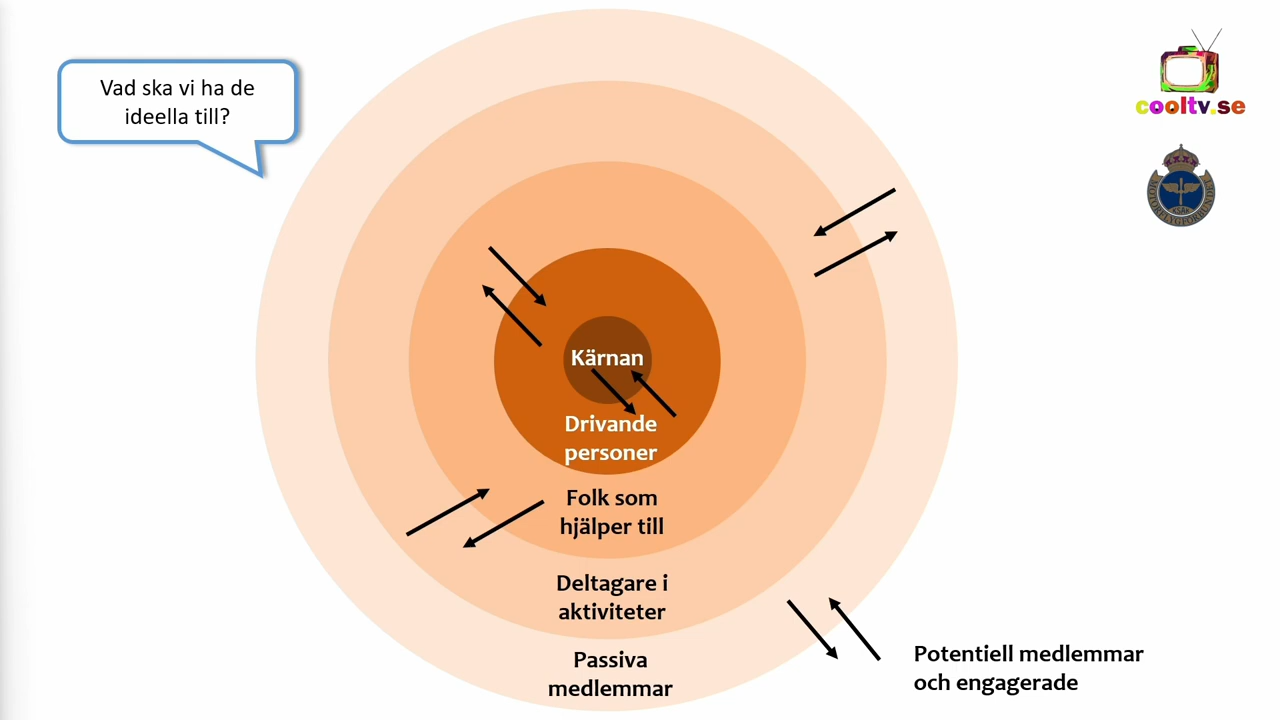 Vad ska vi ha de
ideella till?
cooltv.se
Kärnan
Drivande
personer
Folk som
hjälper till
Deltagare i
aktiviteter
Passiva
medlemmar
Potentiell medlemmar
och engagerade